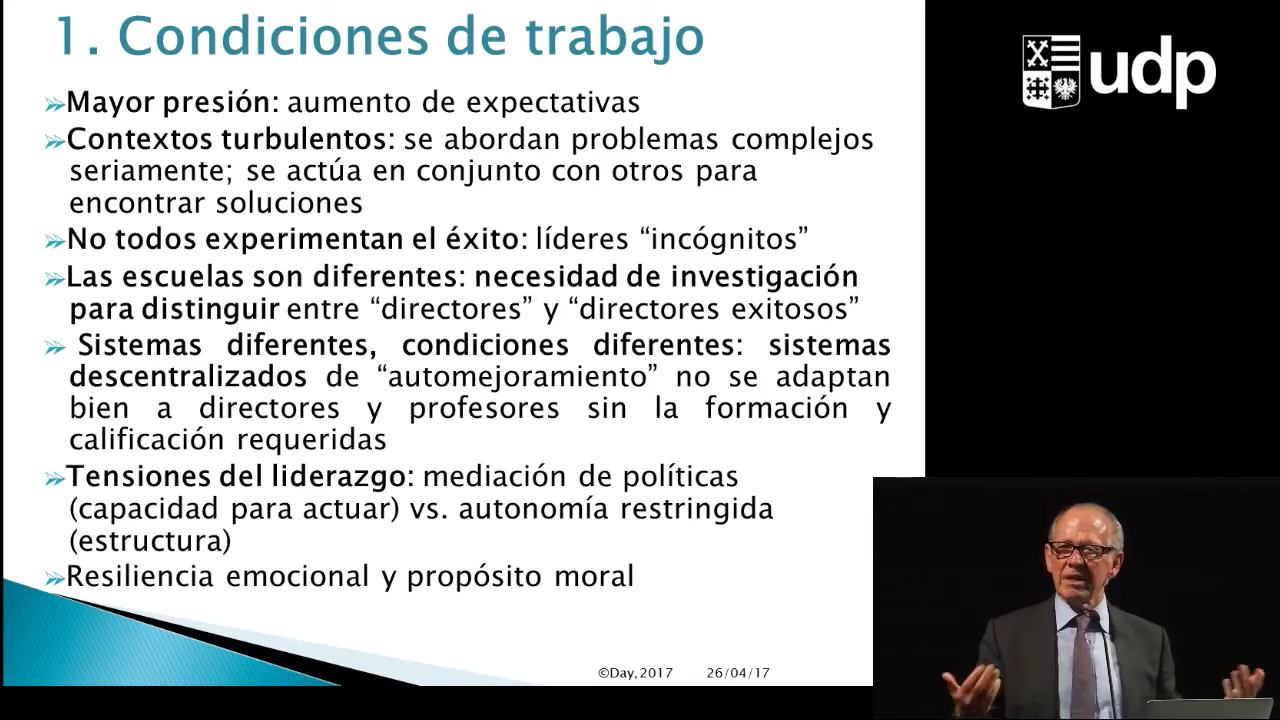 1. Condiciones de trabajo
udp
Mayor presión: aumento de expectativas
Contextos turbulentos: se abordan problemas complejos
seriamente; se actúa en conjunto con otros para
encontrar soluciones
No todos experimentan el éxito: líderes “incógnitos”
Las escuelas son diferentes: necesidad de investigación
para distinguir entre “directores” y “directores exitosos”
Sistemas diferentes, condiciones diferentes: sistemas
descentralizados de “automejoramiento” no se adaptan
bien a directores y profesores sin la formación y
calificación requeridas
Tensiones del liderazgo: mediación de políticas
(capacidad para actuar) vs. autonomía restringida
(estructura)
Resiliencia emocional y propósito moral
©Day, 2017 26/04/17